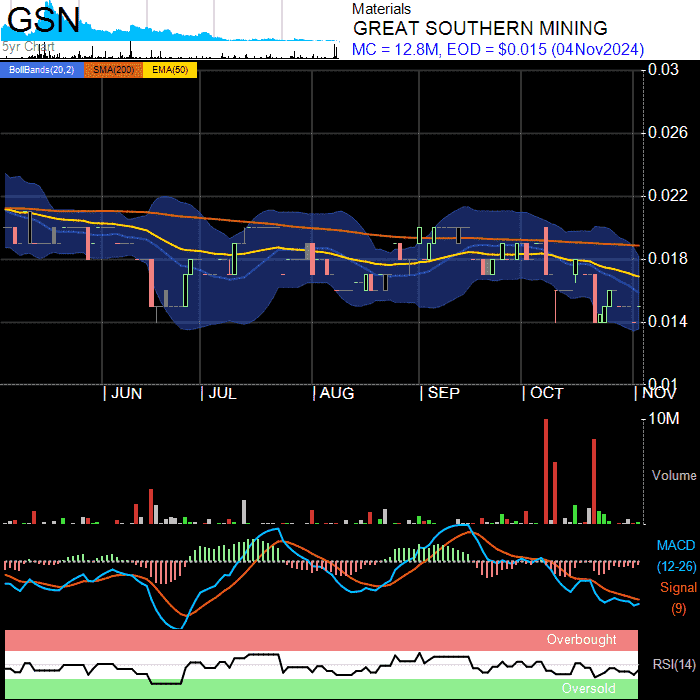 GSN
5yr Chart
Materials
GREAT SOUTHERN MINING
MC = 12.8M, EOD = $0.015 (04Nov2024)
BollBands(20,2) SMA(200) EMA(50)
0.03
0.026
0.022
0.018
0.014
0.01
JUN JUL AUG SEP OCT NOV
10M
Volume
MACD
(12-26)
Signal
(9)
Overbought
RSI(14)
Oversold